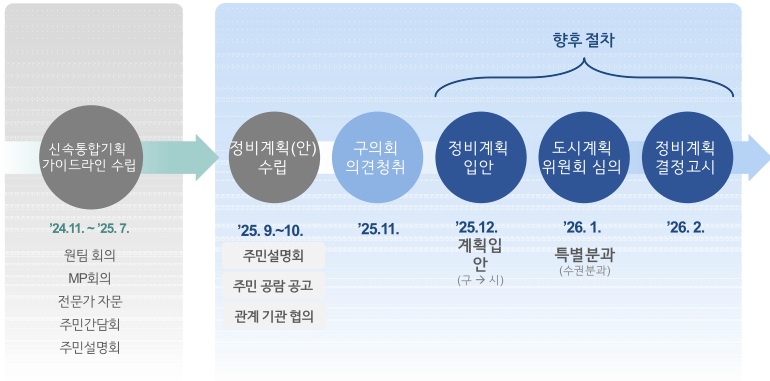 향후 절차
신속통합기획
가이드라인 수립
정비계획(안)
수립
구의회
의견청취
정비계획
입안
도시계획
위원회 심의
정비계획
결정고시
’24.11. ~ ’25. 7.
원팀 회의
MP회의
전문가 자문
주민간담회
주민설명회
’25. 9.~10.
주민설명회
주민 공람 공고
관계 기관 협의
’25.11.
’25.12.
계획입
안
(구 → 시)
’26. 1.
특별분과
(수권분과)
’26. 2.